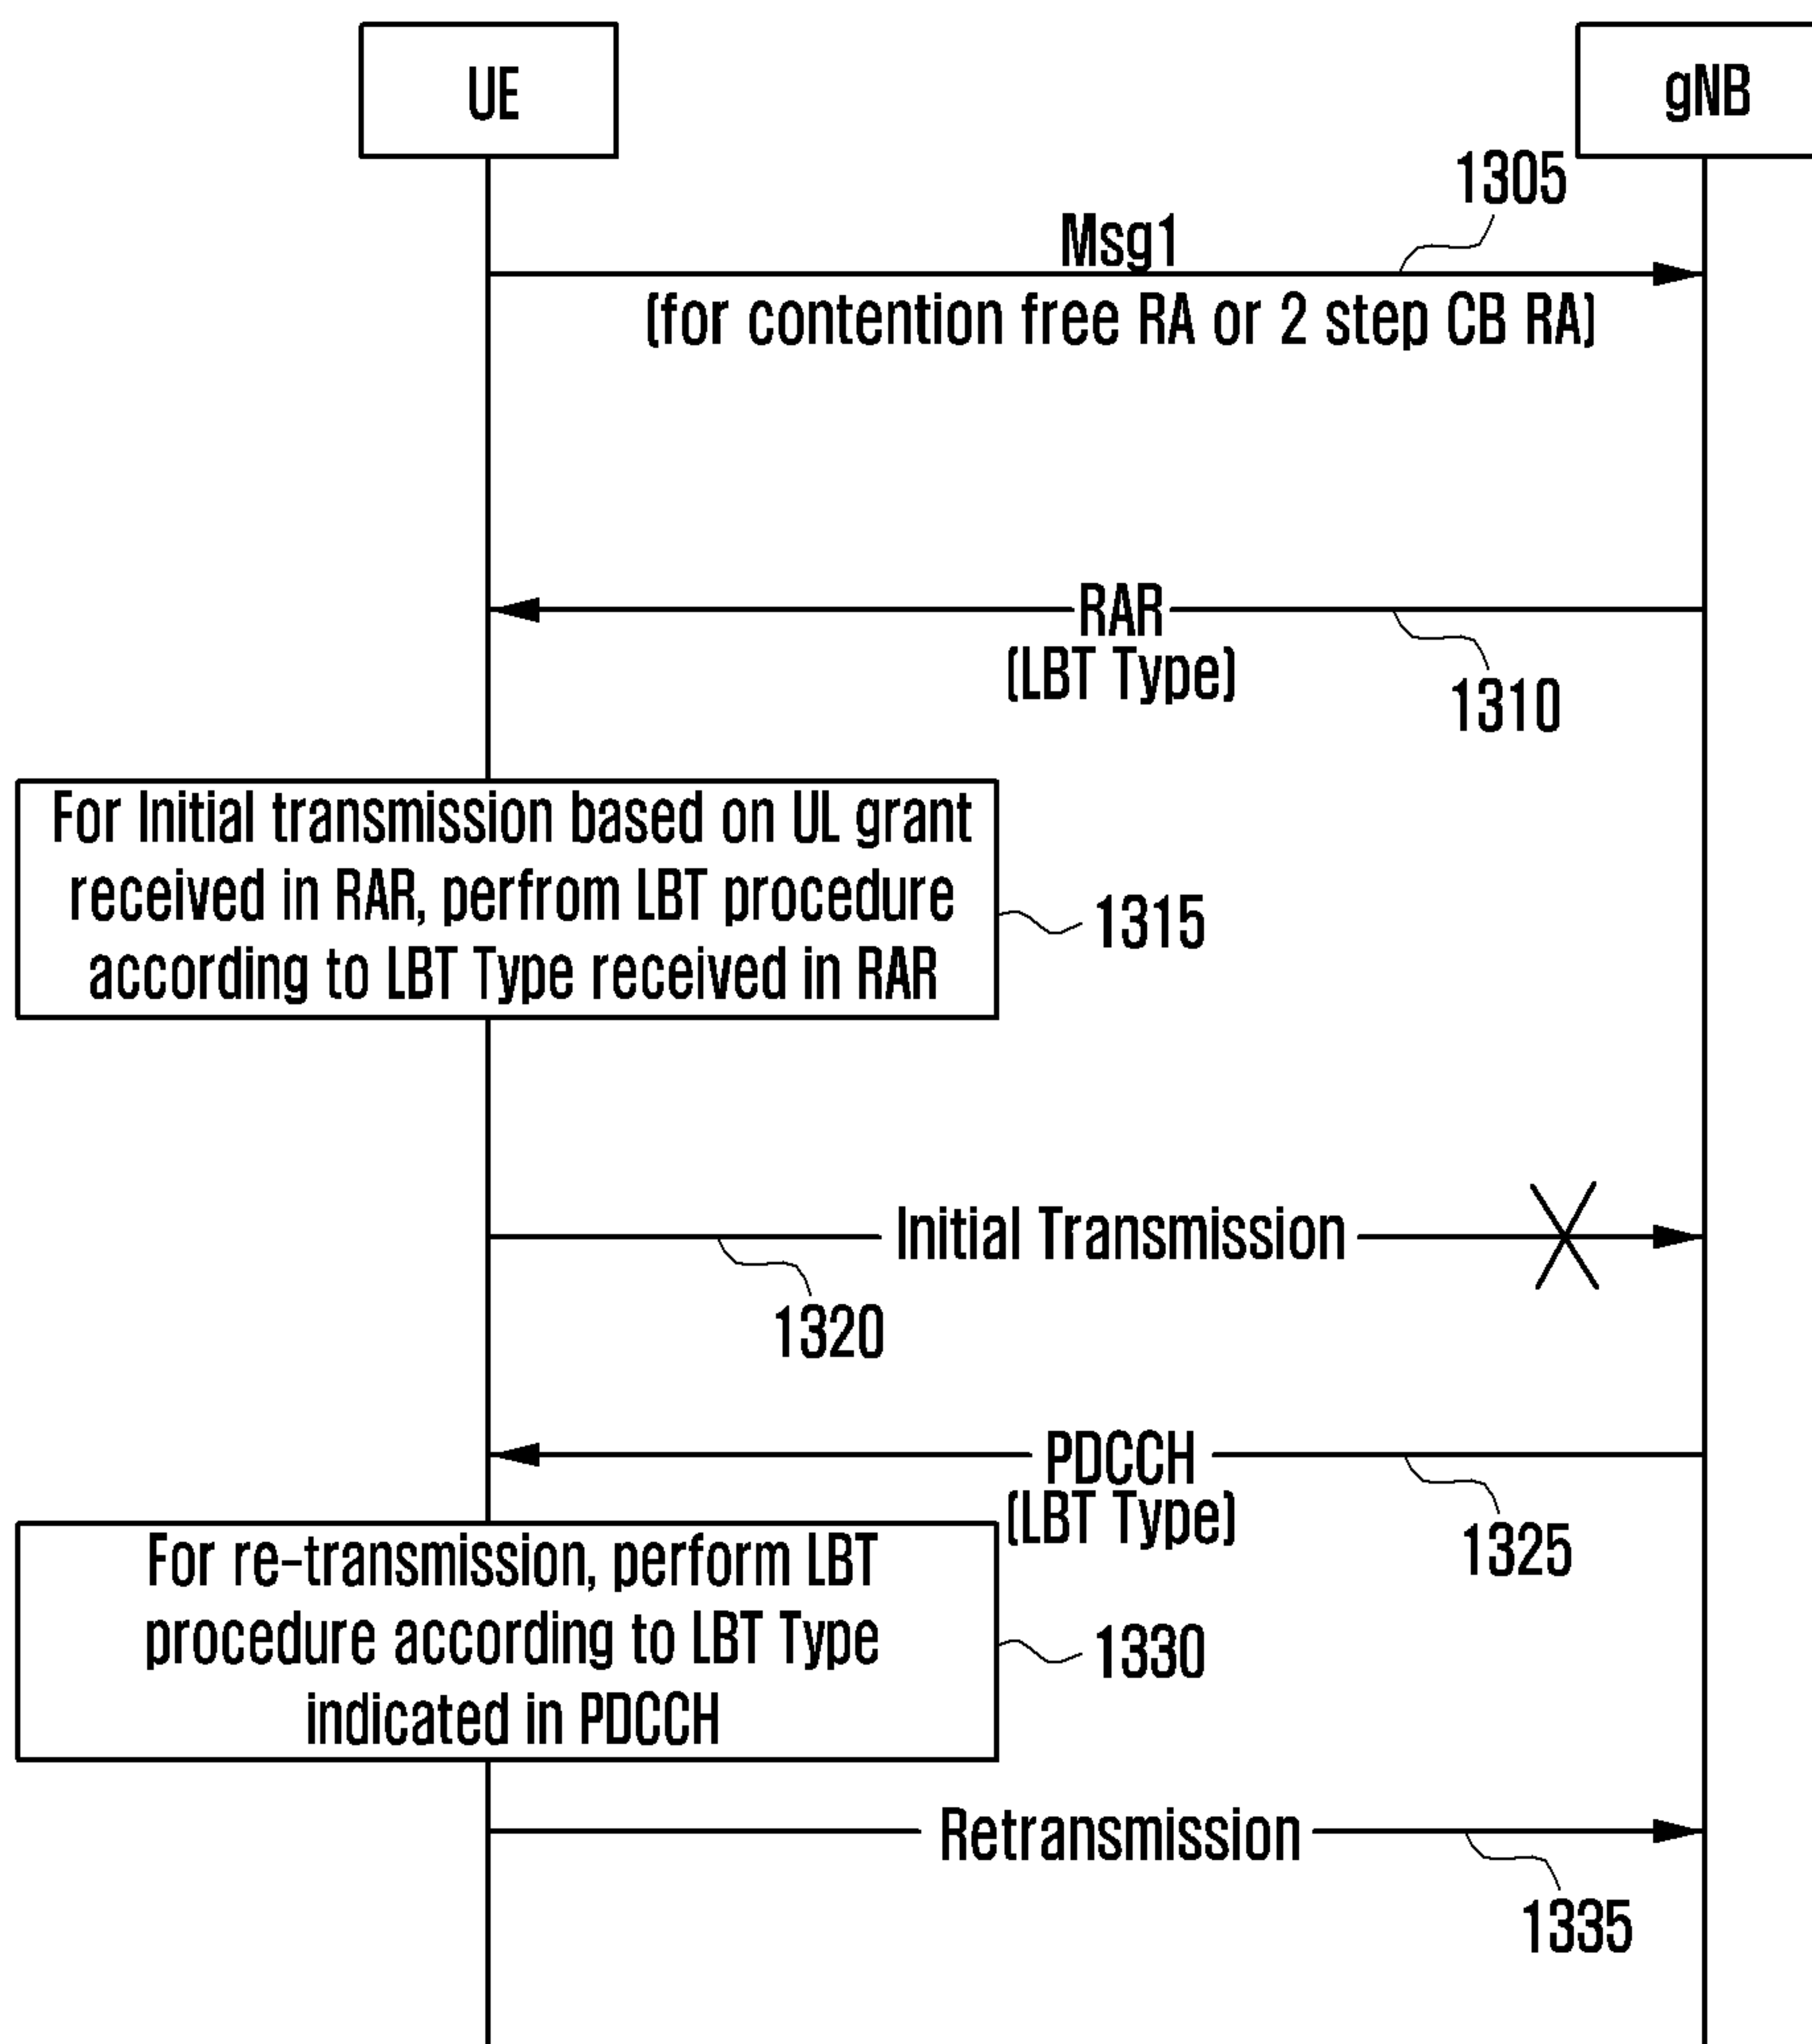 UE
gNB
1305
Msg1
(for contention free RA or 2 step CB RA)
RAR
(LBT Type)
1310
For Initial transmission based on UL grant
received in RAR, perfrom LBT procedure
according to LBT Type received in RAR
1315
Initial Transmission
1320
PDCCH
(LBT Type)
1325
For re-transmission, perform LBT
procedure according to LBT Type
indicated in PDCCH
1330
Retransmission
1335